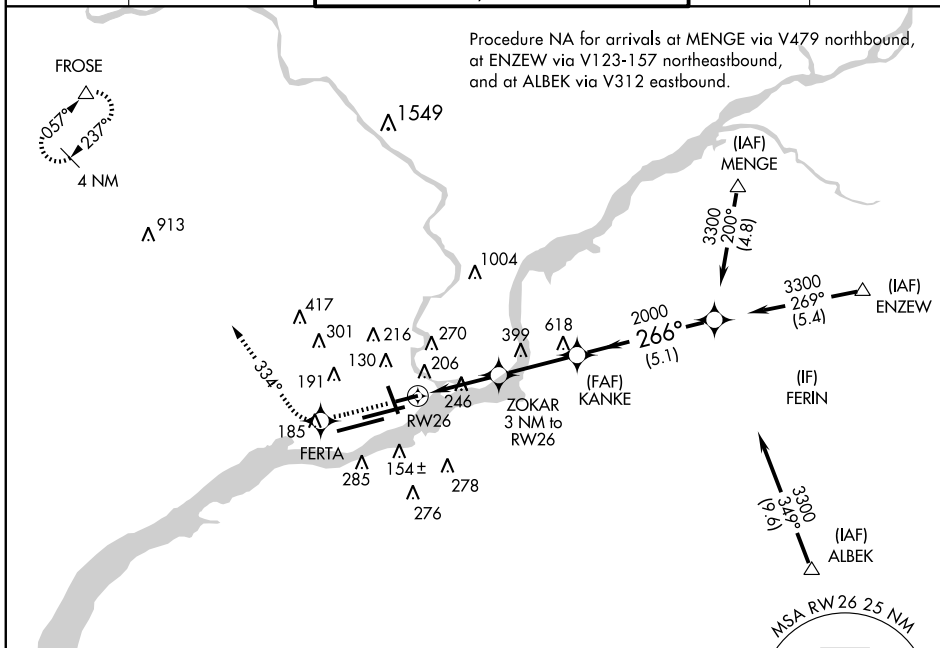 Procedure NA for arrivals at MENGE via V479 northbound,
at ENZEW via V123-157 northeastbound,
and at ALBEK via V312 eastbound.
FROSE
057°
237°
4 NM
1549
(IAF)
MENGE
3300
200°
(4.8)
913
1004
3300
269°
(5.4)
(IAF)
ENZEW
2000
266°
(5.1)
417
301
216
270
399
618
130
206
191
246
334°
(FAF)
KANKE
(IF)
FERIN
ZOKAR
3 NM to
RW26
RW26
185
FERTA
285
154±
278
276
3300
349°
(9.6)
(IAF)
ALBEK
MSA RW26 25 NM